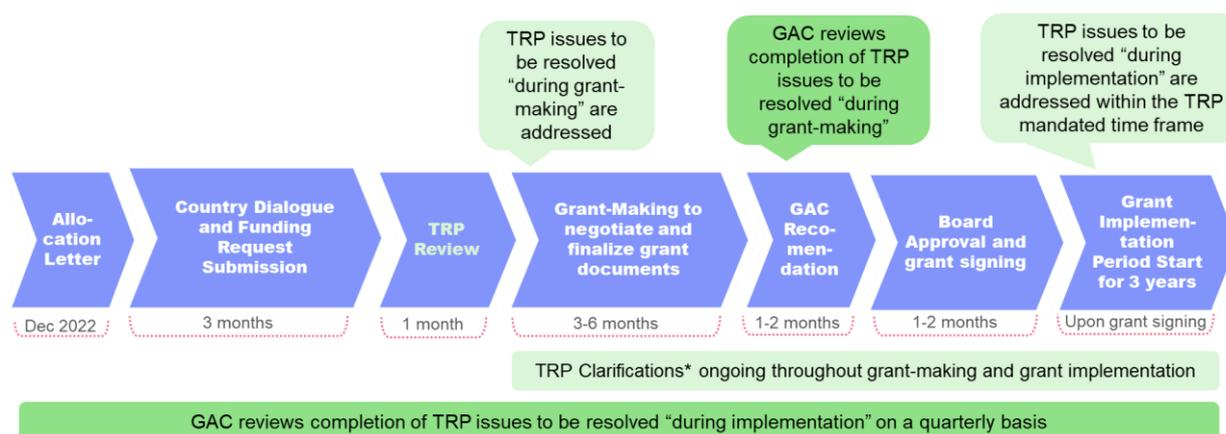 TRP issues to
be resolved
“during grant-
making” are
addressed
GAC reviews
completion of TRP
issues to be
resolved “during
grant-making”
TRP issues to be
resolved “during
implementation” are
addressed within the TRP
mandated time frame
Allo-
cation
Letter
Country Dialogue
and Funding
Request
Submission
TRP
Review
Grant-Making to
negotiate and
finalize grant
documents
GAC
Reco-
men-
dation
Board
Approval and
grant signing
Grant
Implemen-
tation
Period Start
for 3 years
Dec 2022
3 months
1 month
3-6 months
1-2 months
1-2 months
Upon grant signing
TRP Clarifications* ongoing throughout grant-making and grant implementation
GAC reviews completion of TRP issues to be resolved “during implementation” on a quarterly basis